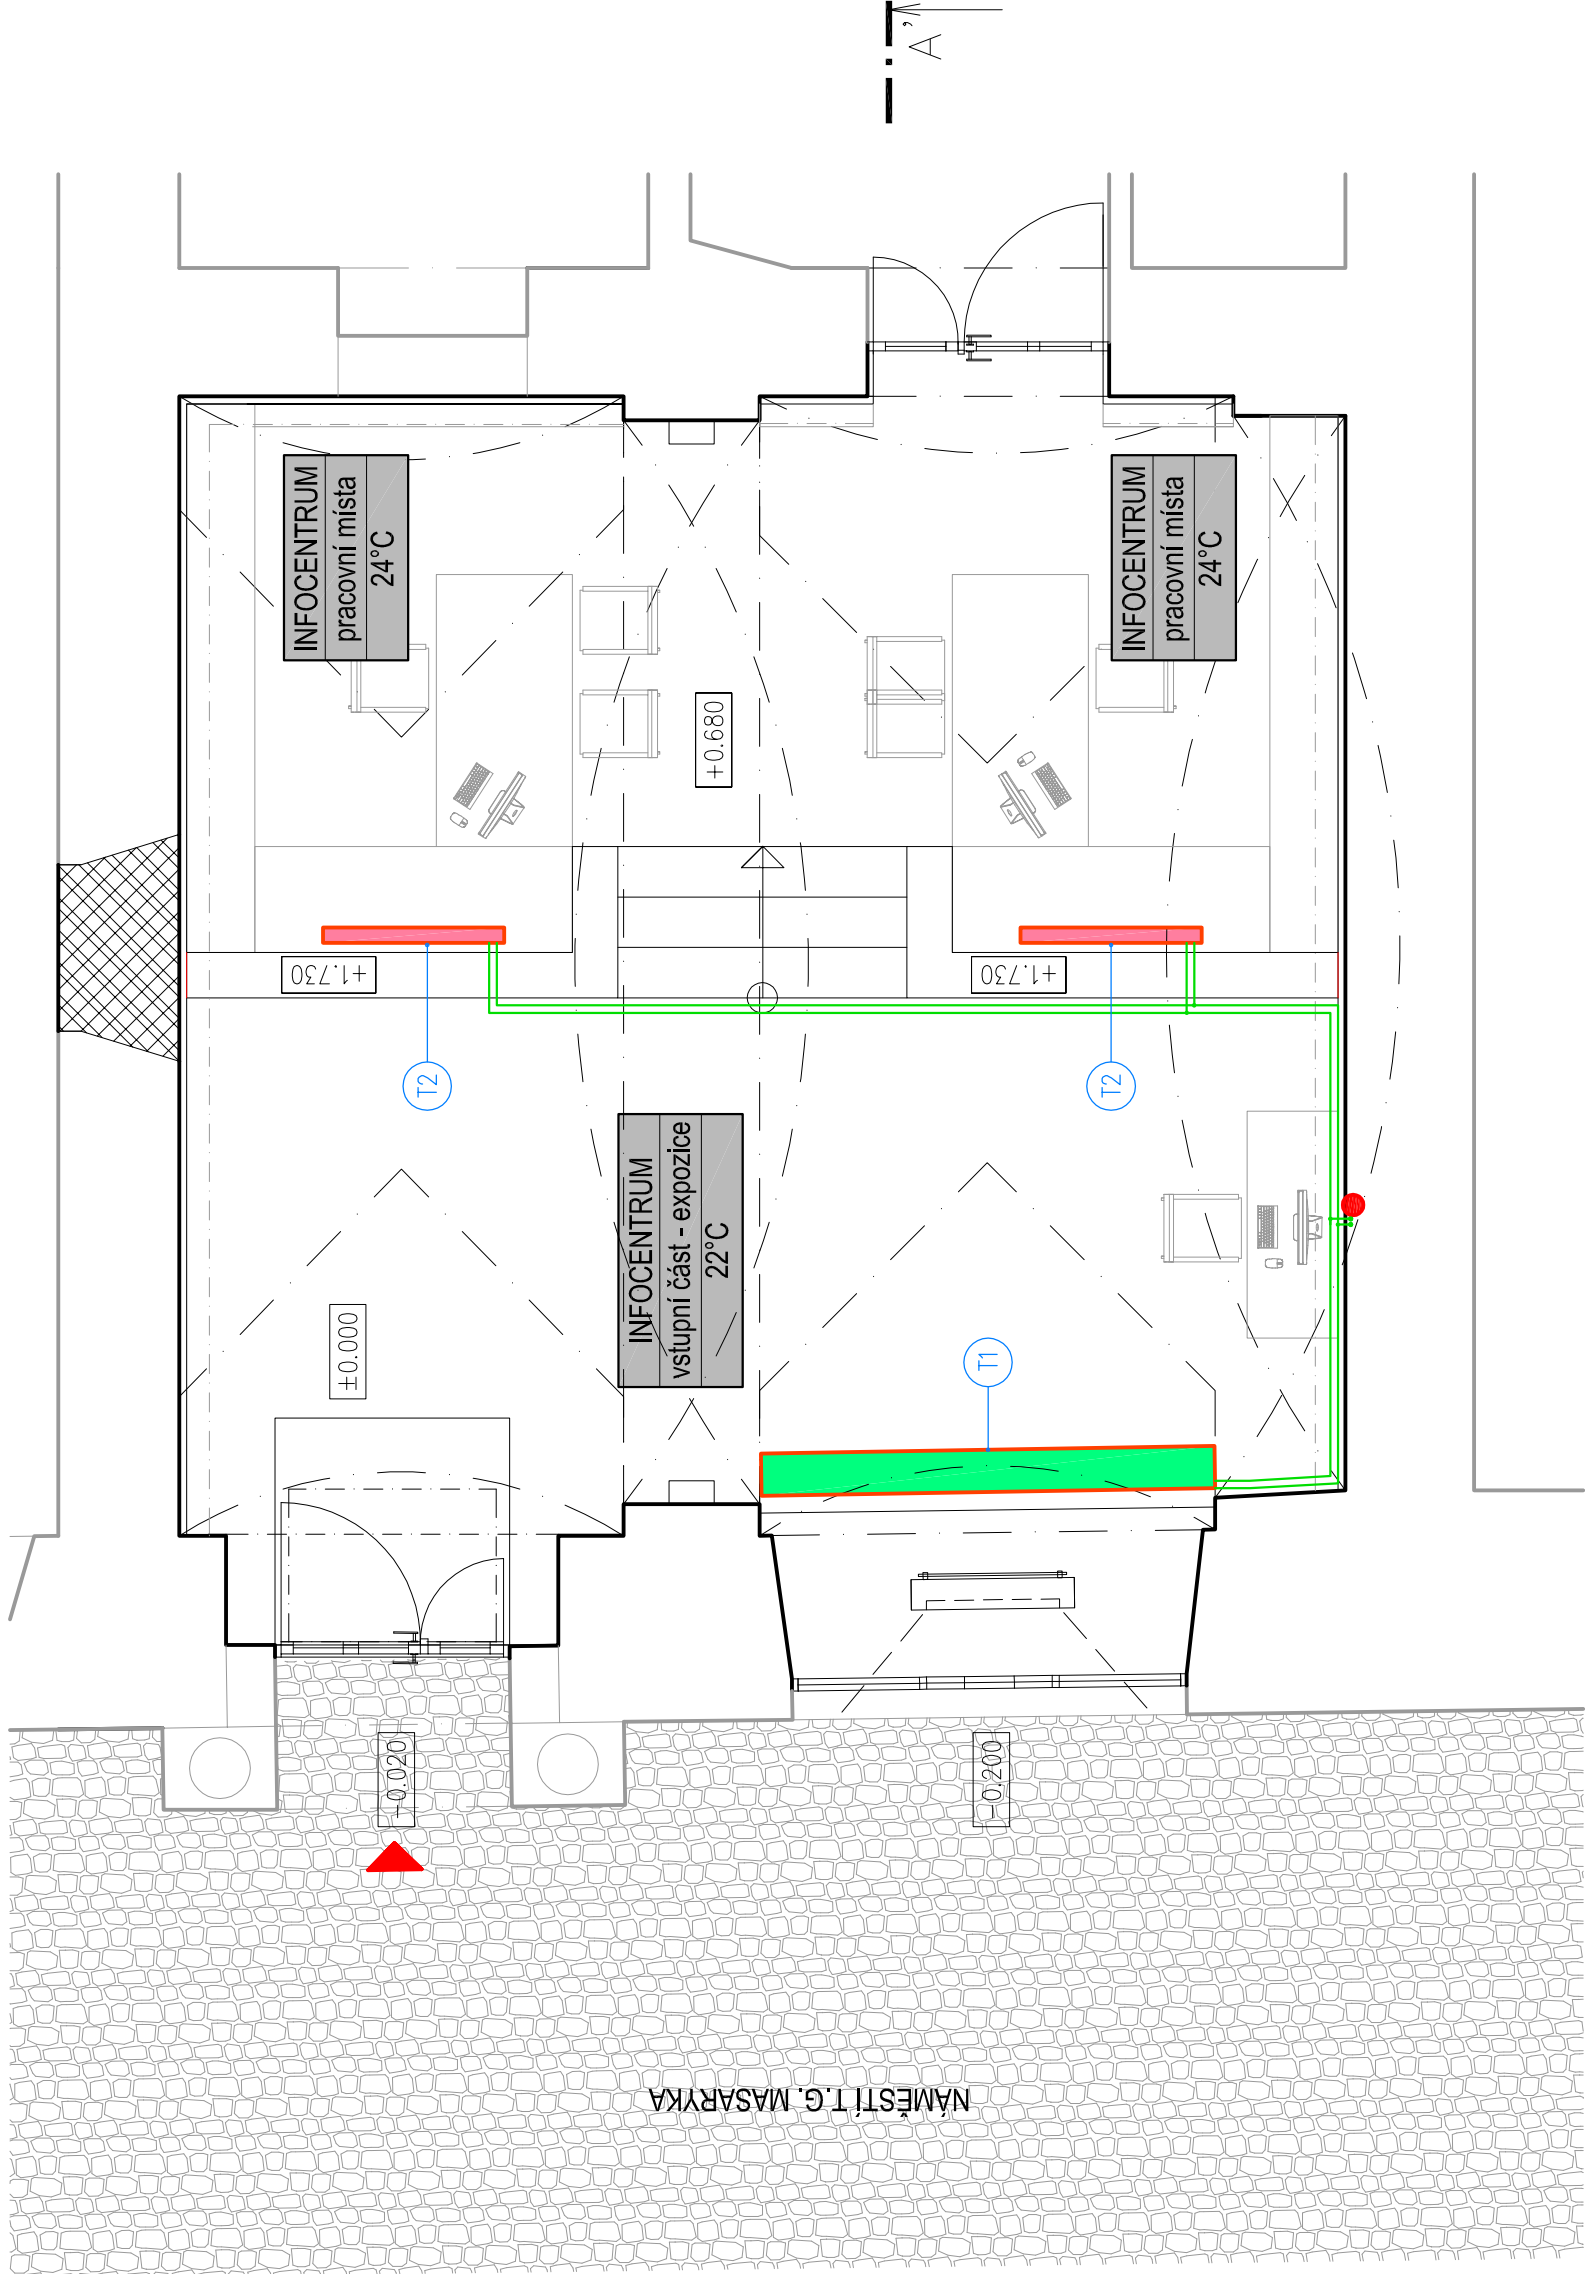 A'
INFOCENTRUM
pracovní místa
24°C
INFOCENTRUM
pracovní místa
24°C
+0.680
+1.730
+1.730
T2
T2
INFOCENTRUM
vstupní část - expozice
22°C
±0.000
T1
-0.020
-0.200
NÁMĚSTÍ T.G. MASARYKA